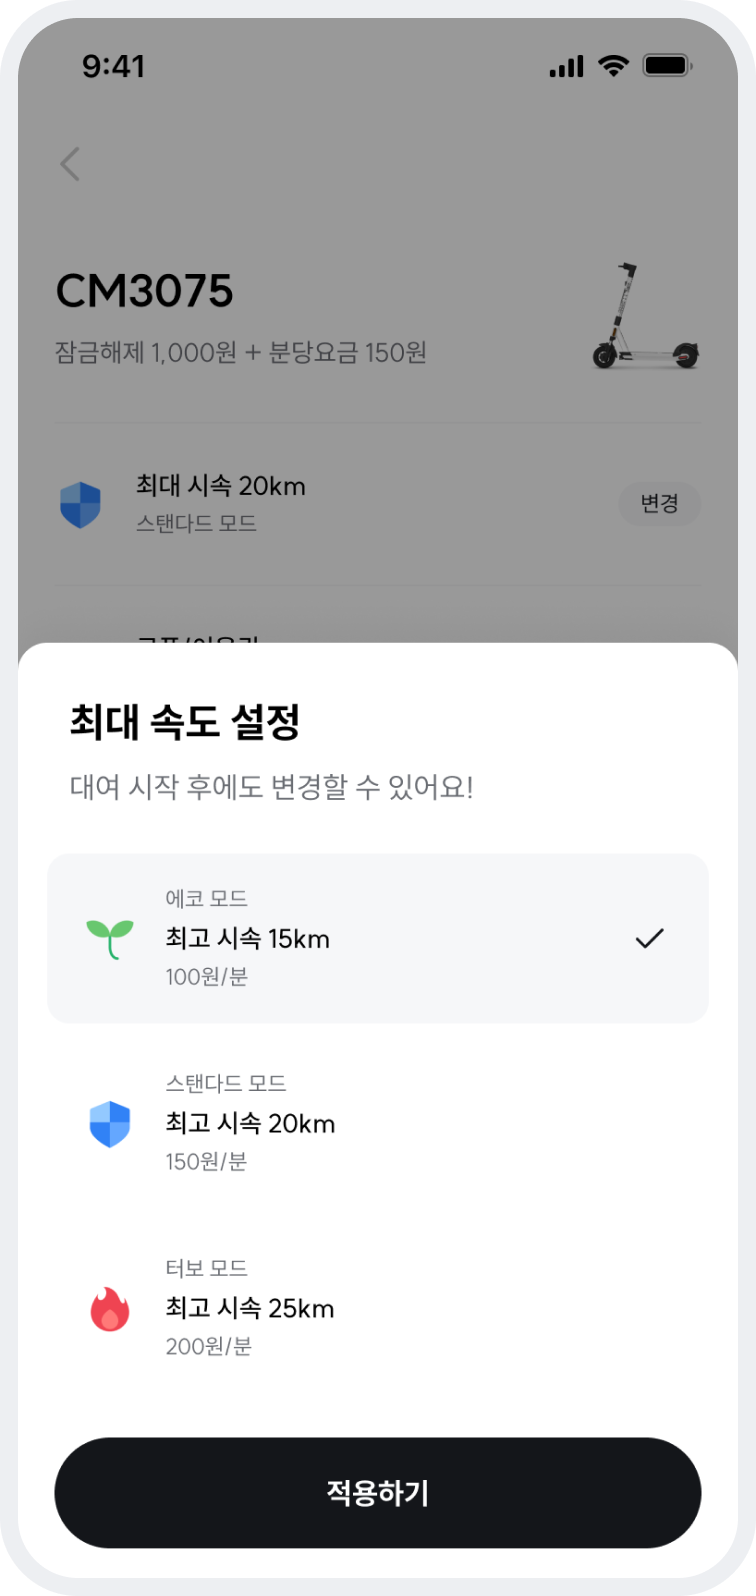 9:41
CM3075
잠금해제 1,000원 + 분당요금 150원
최대 시속 20km
스탠다드 모드
변경
최대 속도 설정
대여 시작 후에도 변경할 수 있어요!
에코 모드
최고 시속 15km
100원/분
스탠다드 모드
최고 시속 20km
150원/분
터보 모드
최고 시속 25km
200원/분
적용하기